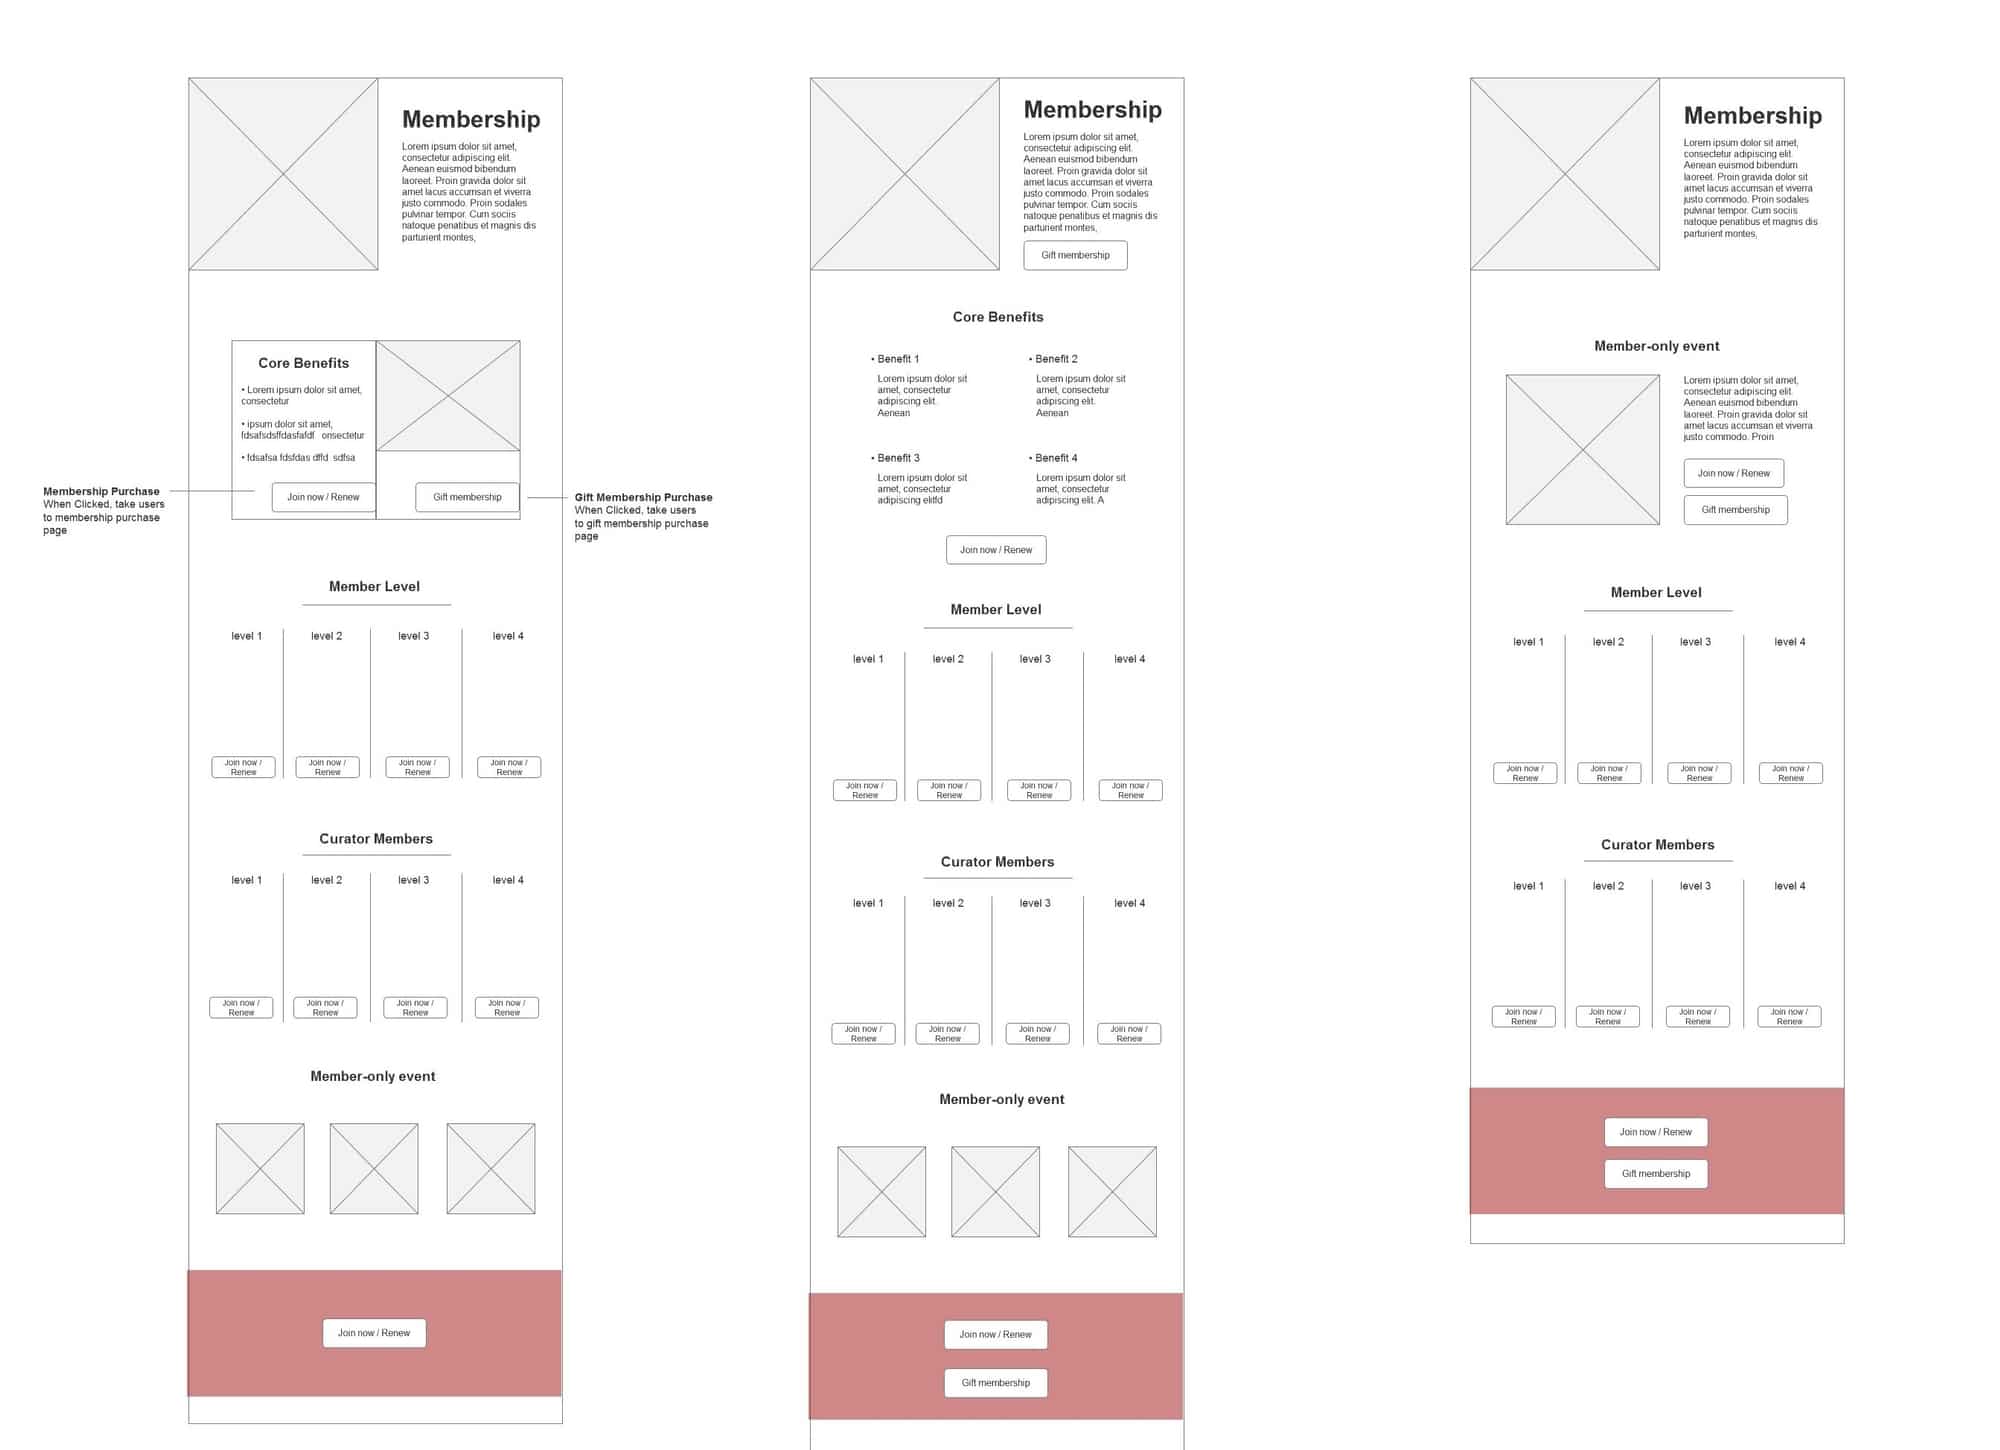 Membership
Lorem ipsum dolor sit amet,
consectetur adipiscing elit.
Aenean euismod bibendum
laoreet. Proin gravida dolor sit
amet lacus accumsan et viverra
justo commodo. Proin sodales
pulvinar tempor. Cum sociis
natoque penatibus et magnis dis
parturient montes,
Core Benefits
• Lorem ipsum dolor sit amet,
consectetur
• ipsum dolor sit amet,
fdsafsdsffdasfafdf onsectetur
• fdsafsa fdsfdas dffd sdfsa
Join now / Renew
Gift membership
Membership Purchase
When Clicked, take users
to membership purchase
page
Gift Membership Purchase
When Clicked, take users
to gift membership purchase
page
Member Level
level 1 level 2 level 3 level 4
Join now / Join now / Join now / Join now /
Renew Renew Renew Renew
Curator Members
level 1 level 2 level 3 level 4
Join now / Join now / Join now / Join now /
Renew Renew Renew Renew
Member-only event
Join now / Renew
Membership
Lorem ipsum dolor sit amet,
consectetur adipiscing elit.
Aenean euismod bibendum
laoreet. Proin gravida dolor sit
amet lacus accumsan et viverra
justo commodo. Proin sodales
pulvinar tempor. Cum sociis
natoque penatibus et magnis dis
parturient montes,
Gift membership
Core Benefits
• Benefit 1
Lorem ipsum dolor sit
amet, consectetur
adipiscing elit.
Aenean
• Benefit 2
Lorem ipsum dolor sit
amet, consectetur
adipiscing elit.
Aenean
• Benefit 3
Lorem ipsum dolor sit
amet, consectetur
adipiscing elitfd
• Benefit 4
Lorem ipsum dolor sit
amet, consectetur
adipiscing elit. A
Join now / Renew
Member Level
level 1 level 2 level 3 level 4
Join now / Join now / Join now / Join now /
Renew Renew Renew Renew
Curator Members
level 1 level 2 level 3 level 4
Join now / Join now / Join now / Join now /
Renew Renew Renew Renew
Member-only event
Join now / Renew
Gift membership
Membership
Lorem ipsum dolor sit amet,
consectetur adipiscing elit.
Aenean euismod bibendum
laoreet. Proin gravida dolor sit
amet lacus accumsan et viverra
justo commodo. Proin sodales
pulvinar tempor. Cum sociis
natoque penatibus et magnis dis
parturient montes,
Member-only event
Lorem ipsum dolor sit amet,
consectetur adipiscing elit.
Aenean euismod bibendum
laoreet. Proin gravida dolor sit
amet lacus accumsan et viverra
justo commodo. Proin
Join now / Renew
Gift membership
Member Level
level 1 level 2 level 3 level 4
Join now / Join now / Join now / Join now /
Renew Renew Renew Renew
Curator Members
level 1 level 2 level 3 level 4
Join now / Join now / Join now / Join now /
Renew Renew Renew Renew
Join now / Renew
Gift membership